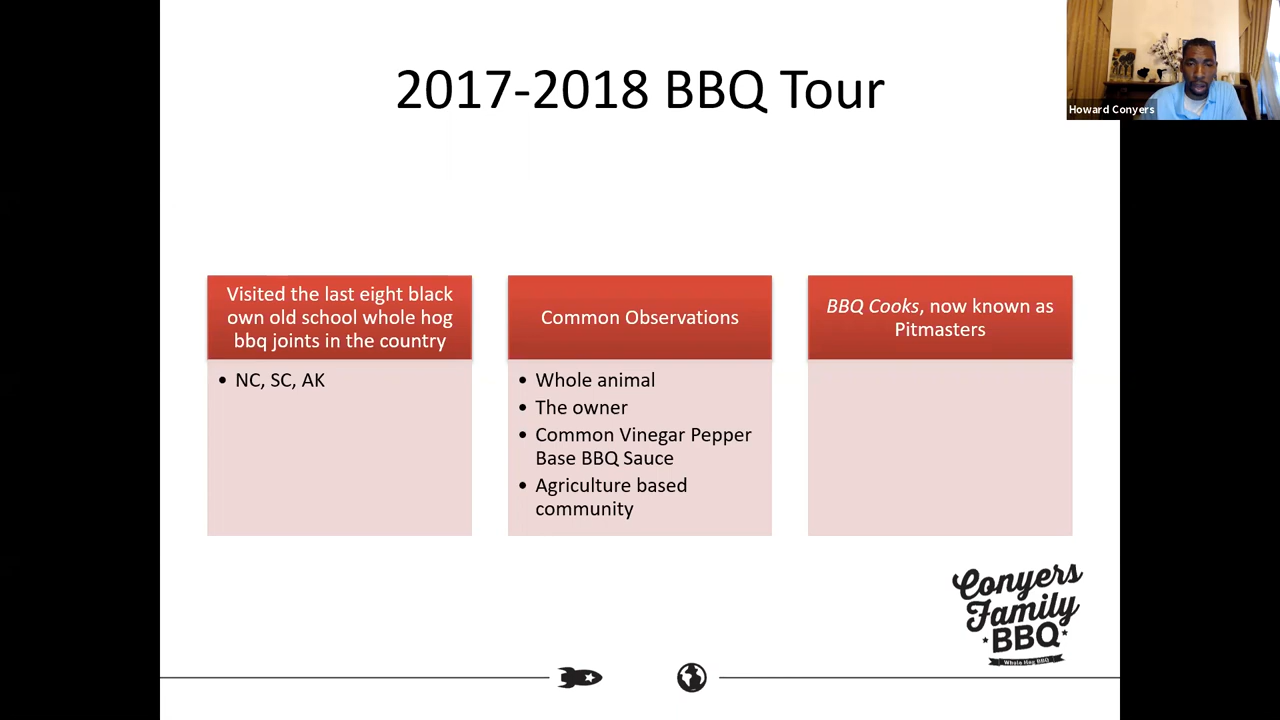 2017-2018 BBQ Tour
Howard Conyers
Visited the last eight black
own old school whole hog
bbq joints in the country
• NC, SC, AK
Common Observations
• Whole animal
• The owner
• Common Vinegar Pepper
Base BBQ Sauce
• Agriculture based
community
BBQ Cooks, now known as
Pitmasters
Conyers
Family
BBQ
Whole Hog BBQ